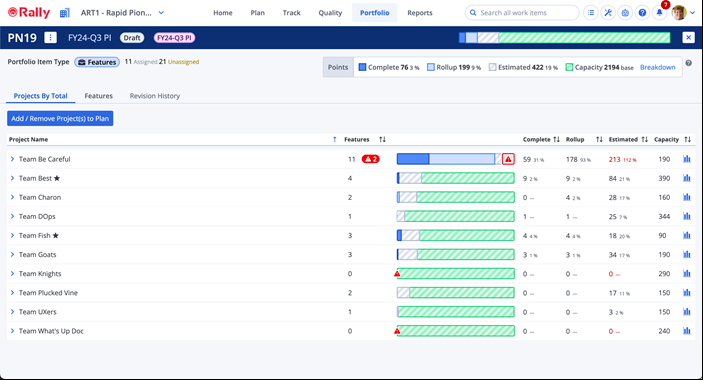 Rally ART1 - Rapid Pion... Home Plan Track Quality Portfolio Reports Search all work items 7
PN19 FY24-Q3 PI Draft FY24-Q3 PI
Portfolio Item Type Features 11 Assigned 21 Unassigned Points Complete 76 3 % Rollup 199 9 % Estimated 422 19 % Capacity 2194 base Breakdown
Projects By Total Features Revision History
Add / Remove Project(s) to Plan
Project Name Features Complete Rollup Estimated Capacity
Team Be Careful 11 2 59 31 % 178 93 % 213 112 % 190
Team Best ★ 4 9 2 % 9 2 % 84 21 % 390
Team Charon 2 0 -- 4 2 % 28 17 % 160
Team DOps 1 1 -- 1 -- 25 7 % 344
Team Fish ★ 3 4 4 % 4 4 % 18 20 % 90
Team Goats 3 3 1 % 3 1 % 34 17 % 190
Team Knights 0 0 -- 0 -- 0 -- 290
Team Plucked Vine 2 0 -- 0 -- 17 11 % 150
Team UXers 1 0 -- 0 -- 3 2 % 150
Team What's Up Doc 0 0 -- 0 -- 0 -- 240